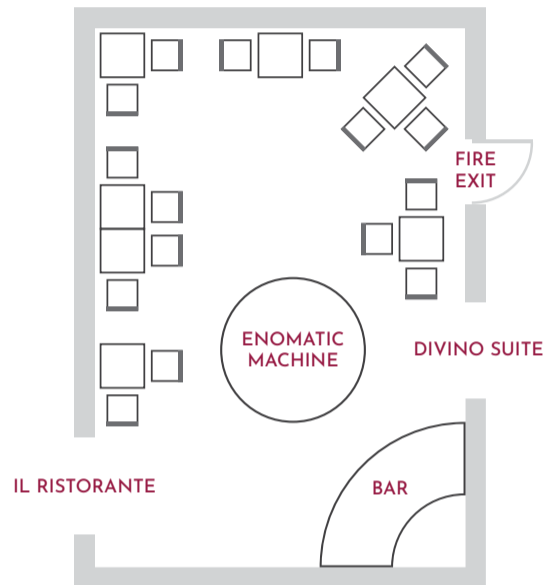 FIRE
EXIT
ENOMATIC
MACHINE
DIVINO SUITE
IL RISTORANTE
BAR